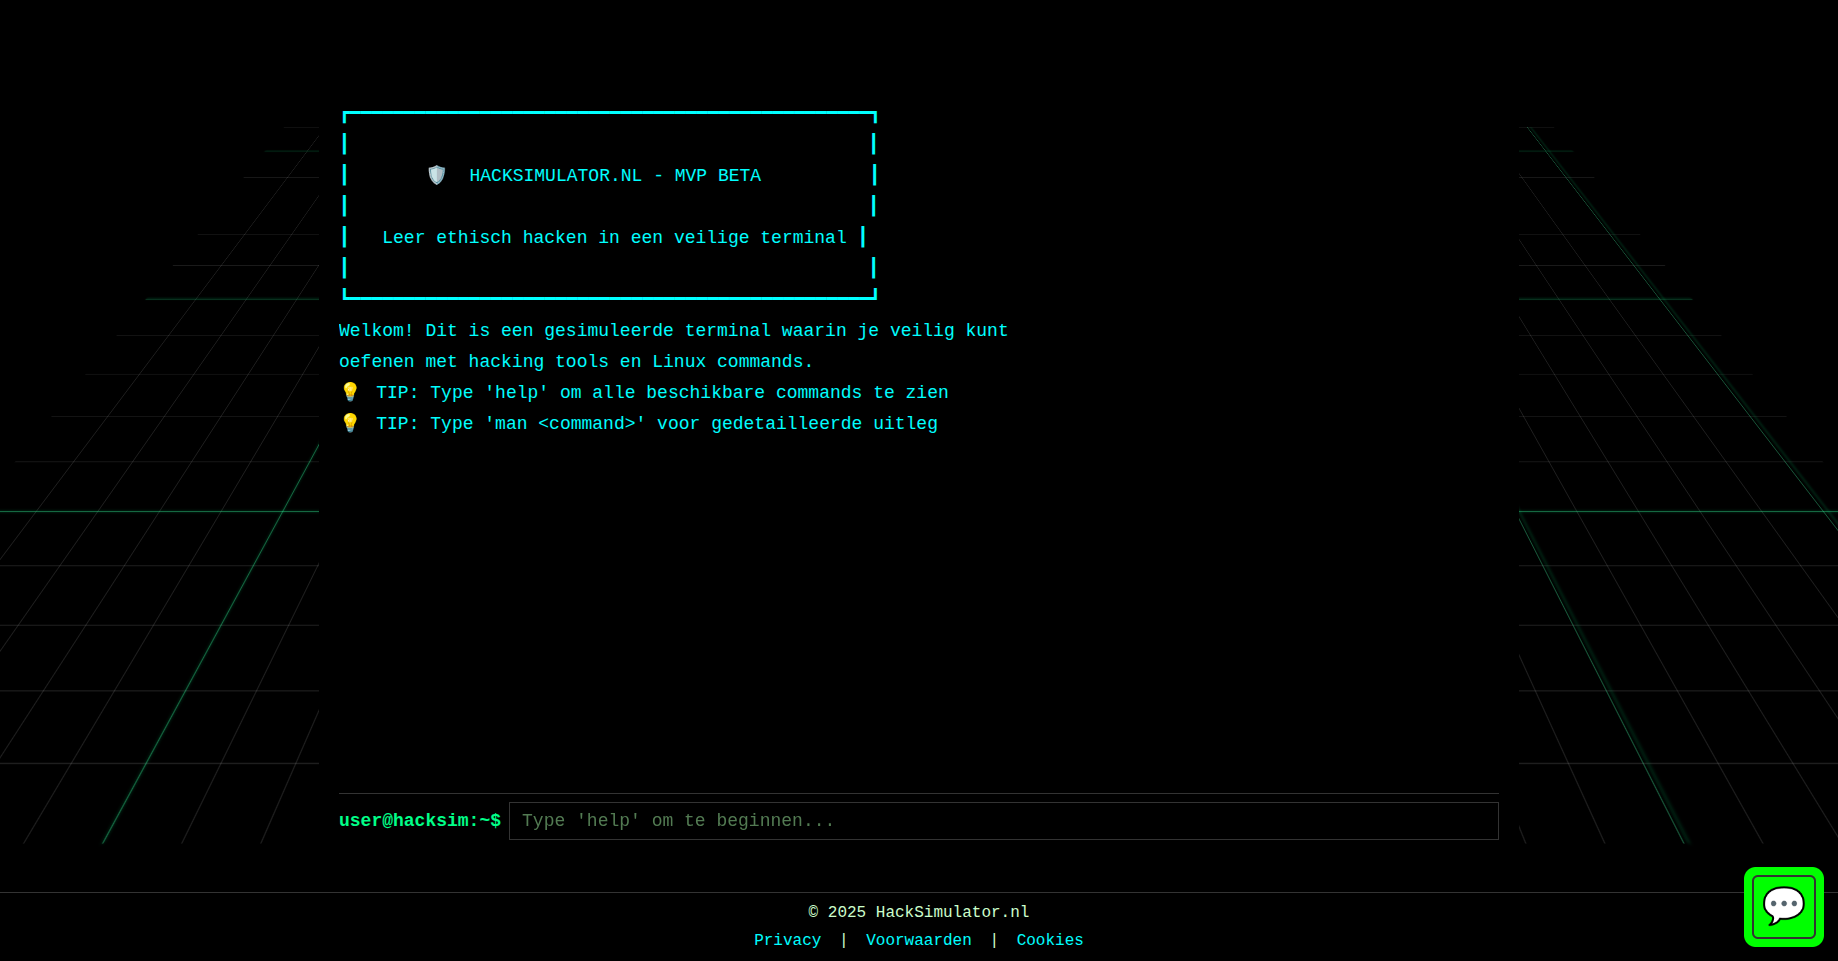 HACKSIMULATOR.NL - MVP BETA
Leer ethisch hacken in een veilige terminal
Welkom! Dit is een gesimuleerde terminal waarin je veilig kunt
oefenen met hacking tools en Linux commands.
💡 TIP: Type 'help' om alle beschikbare commands te zien
💡 TIP: Type 'man <command>' voor gedetailleerde uitleg
user@hacksim:~$ Type 'help' om te beginnen...
© 2025 HackSimulator.nl
Privacy | Voorwaarden | Cookies